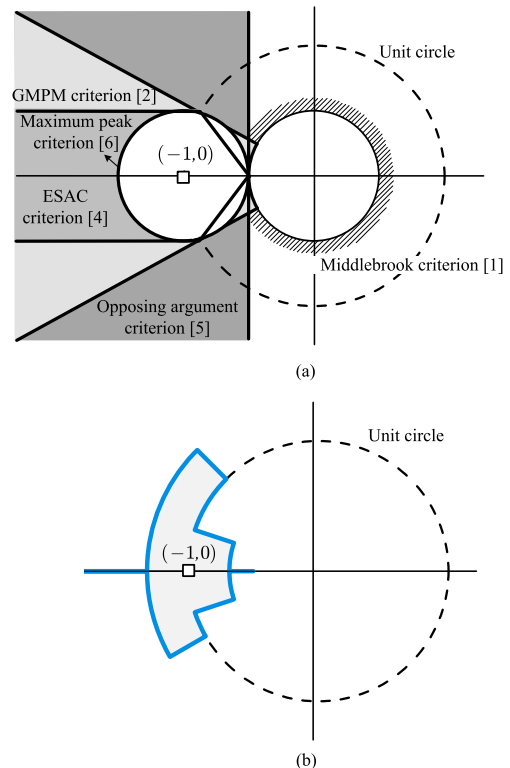 Unit circle
GMPM criterion [2]
Maximum peak
criterion [6]
(−1,0)
ESAC
criterion [4]
Middlebrook criterion [1]
Opposing argument
criterion [5]
(a)
Unit circle
(−1,0)
(b)